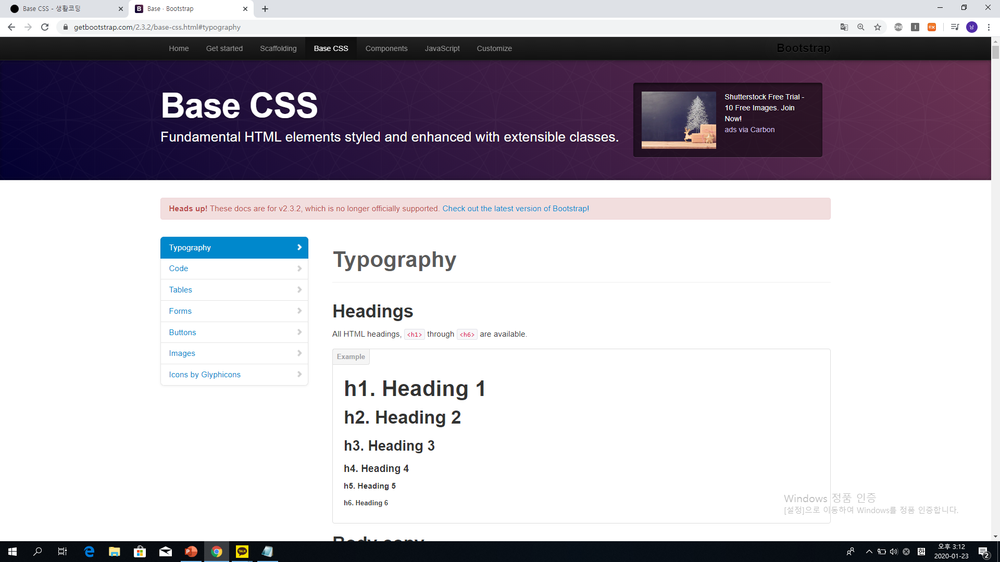 Base CSS - 생활코딩
B Base · Bootstrap
getbootstrap.com/2.3.2/base-css.html#typography
ONE
남
Home Get started Scaffolding Base CSS Components JavaScript Customize Bootstrap
Base CSS
Fundamental HTML elements styled and enhanced with extensible classes.
Shutterstock Free Trial -
10 Free Images. Join
Now!
ads via Carbon
Heads up! These docs are for v2.3.2, which is no longer officially supported. Check out the latest version of Bootstrap!
Typography
Code
Tables
Forms
Buttons
Images
Icons by Glyphicons
Typography
Headings
All HTML headings, <h1> through <h6> are available.
Example
h1. Heading 1
h2. Heading 2
h3. Heading 3
h4. Heading 4
h5. Heading 5
h6. Heading 6
Body copy
Windows 정품 인증
[설정]으로 이동하여 Windows를 정품 인증합니다.
TALK
한
오후 3:12
2020-01-23
2